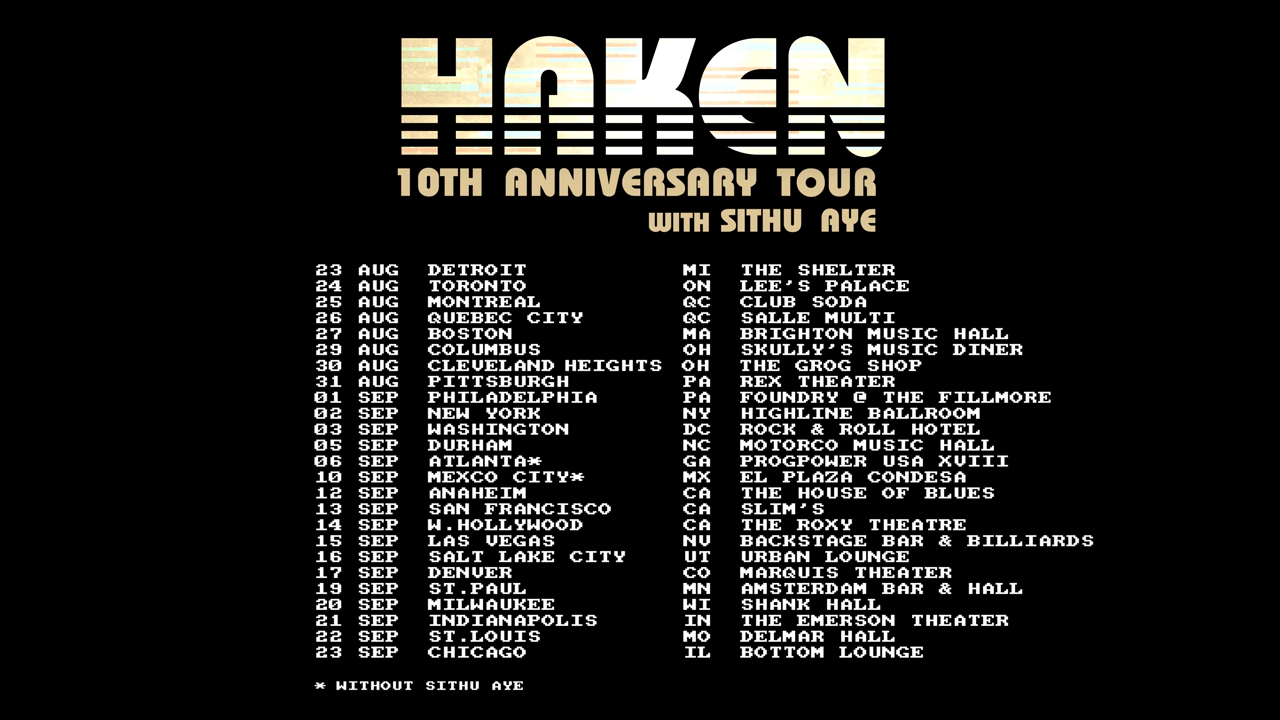 HAKEN
10TH ANNIVERSARY TOUR
WITH SITHU AYE
23 AUG DETROIT MI THE SHELTER
24 AUG TORONTO ON LEE'S PALACE
25 AUG MONTREAL QC CLUB SODA
26 AUG QUEBEC CITY QC SALLE MULTI
27 AUG BOSTON MA BRIGHTON MUSIC HALL
29 AUG COLUMBUS OH SKULLY'S MUSIC DINER
30 AUG CLEVELAND HEIGHTS OH THE GROG SHOP
31 AUG PITTSBURGH PA REX THEATER
01 SEP PHILADELPHIA PA FOUNDRY @ THE FILLMORE
02 SEP NEW YORK NY HIGHLINE BALLROOM
03 SEP WASHINGTON DC ROCK & ROLL HOTEL
05 SEP DURHAM NC MOTORCO MUSIC HALL
06 SEP ATLANTA* GA PROGPOWER USA XVIII
10 SEP MEXCO CITY* MX EL PLAZA CONDESA
12 SEP ANAHEIM CA THE HOUSE OF BLUES
13 SEP SAN FRANCISCO CA SLIM'S
14 SEP W.HOLLYWOOD CA THE ROXY THEATRE
15 SEP LAS VEGAS NV BACKSTAGE BAR & BILLIARDS
16 SEP SALT LAKE CITY UT URBAN LOUNGE
17 SEP DENVER CO MARQUIS THEATER
19 SEP ST.PAUL MN AMSTERDAM BAR & HALL
20 SEP MILWAUKEE WI SHANK HALL
21 SEP INDIANAPOLIS IN THE EMERSON THEATER
22 SEP ST.LOUIS MO DELMAR HALL
23 SEP CHICAGO IL BOTTOM LOUNGE
* WITHOUT SITHU AYE